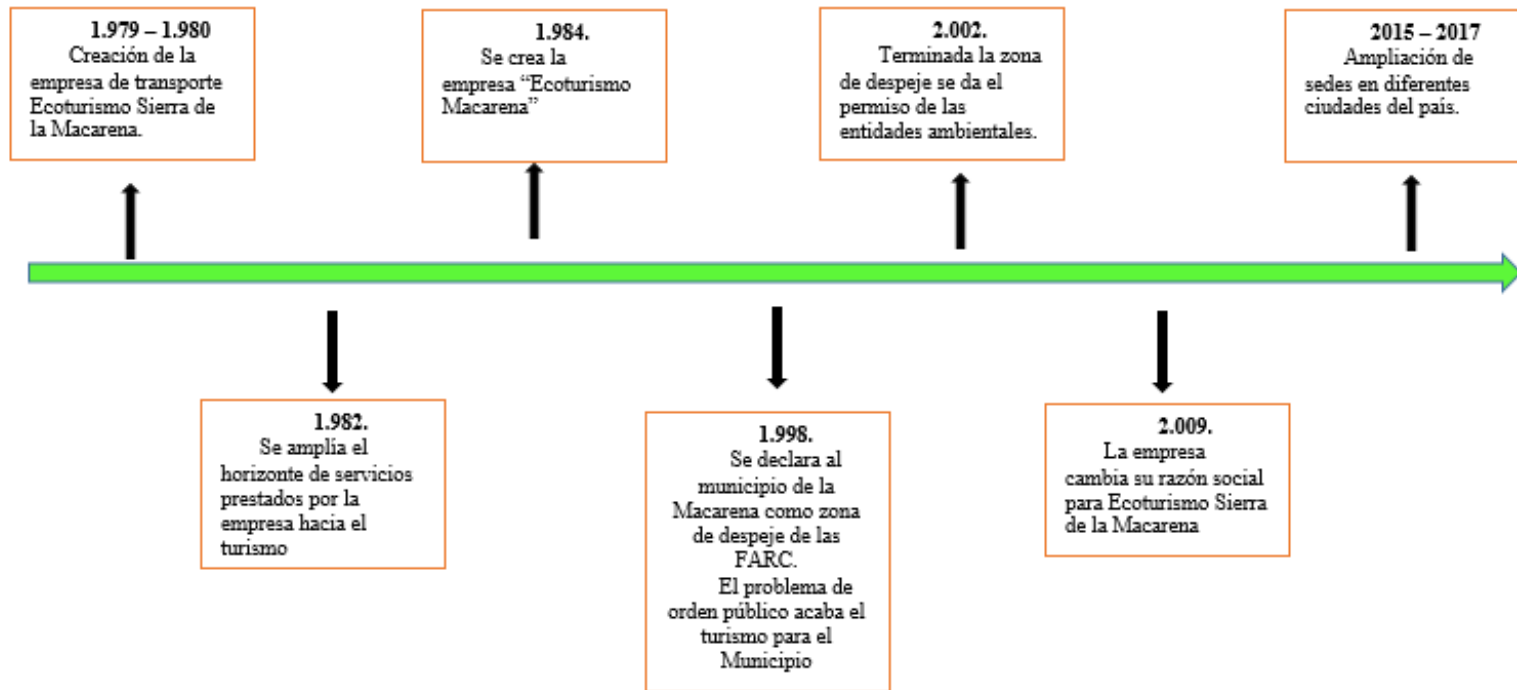 1.979 – 1.980
Creación de la
empresa de transporte
Ecoturismo Sierra de
la Macarena.
1.984.
Se crea la
empresa “Ecoturismo
Macarena”
2.002.
Terminada la zona
de despeje se da el
permiso de las
entidades ambientales.
2015 – 2017
Ampliación de
sedes en diferentes
ciudades del país.
1.982.
Se amplía el
horizonte de servicios
prestados por la
empresa hacia el
turismo
1.998.
Se declara al
municipio de la
Macarena como zona
de despeje de las
FARC.
El problema de
orden público acaba el
turismo para el
Municipio
2.009.
La empresa
cambia su razón social
para Ecoturismo Sierra
de la Macarena